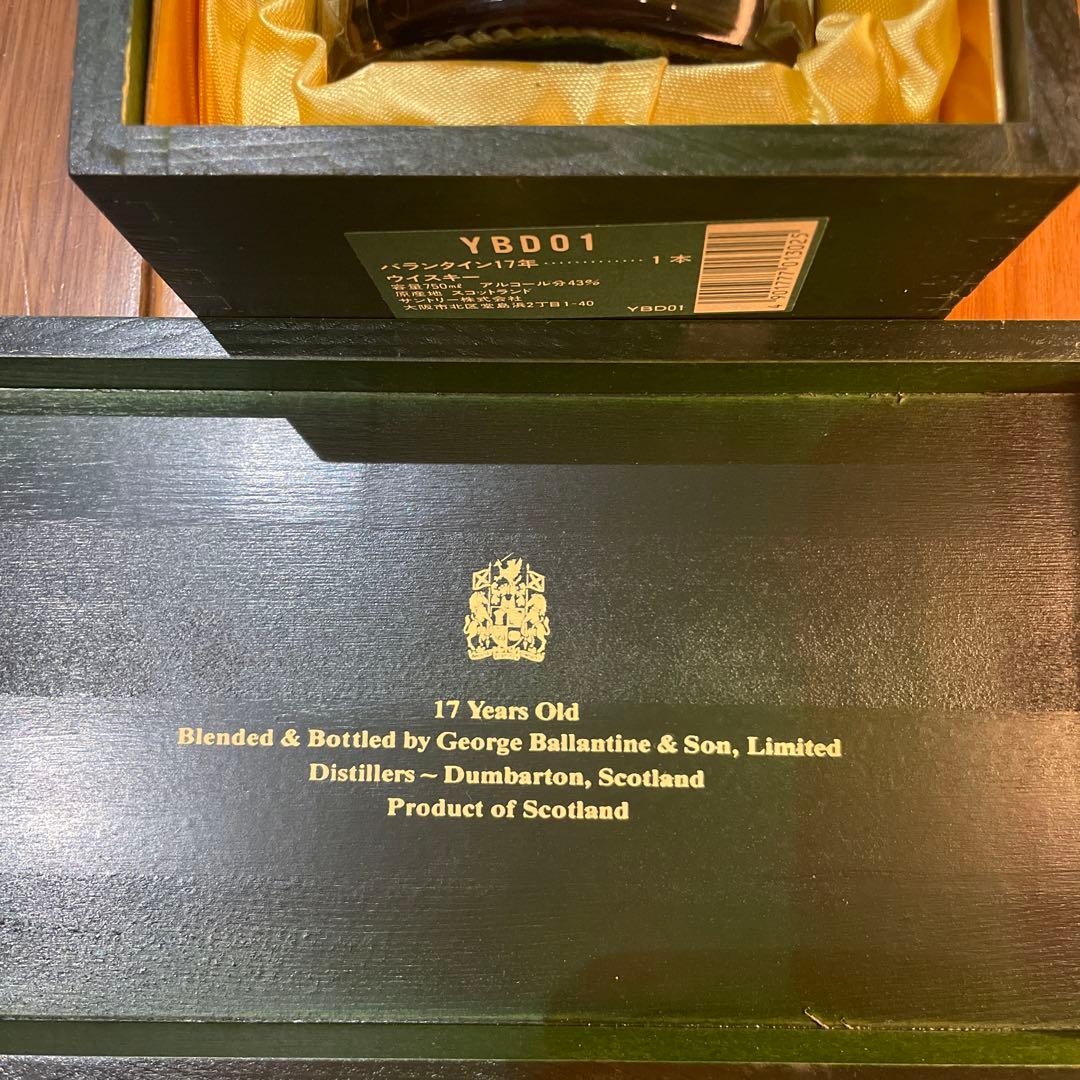 YBD01
バランタイン17年‥‥‥‥‥‥‥1本
ウイスキー
容量750㎖ アルコール分43%
原産地 スコットランド
サントリー株式会社
大阪市北区堂島浜2丁目1-40
YBD01
4 901777 013025
17 Years Old
Blended & Bottled by George Ballantine & Son, Limited
Distillers ~ Dumbarton, Scotland
Product of Scotland